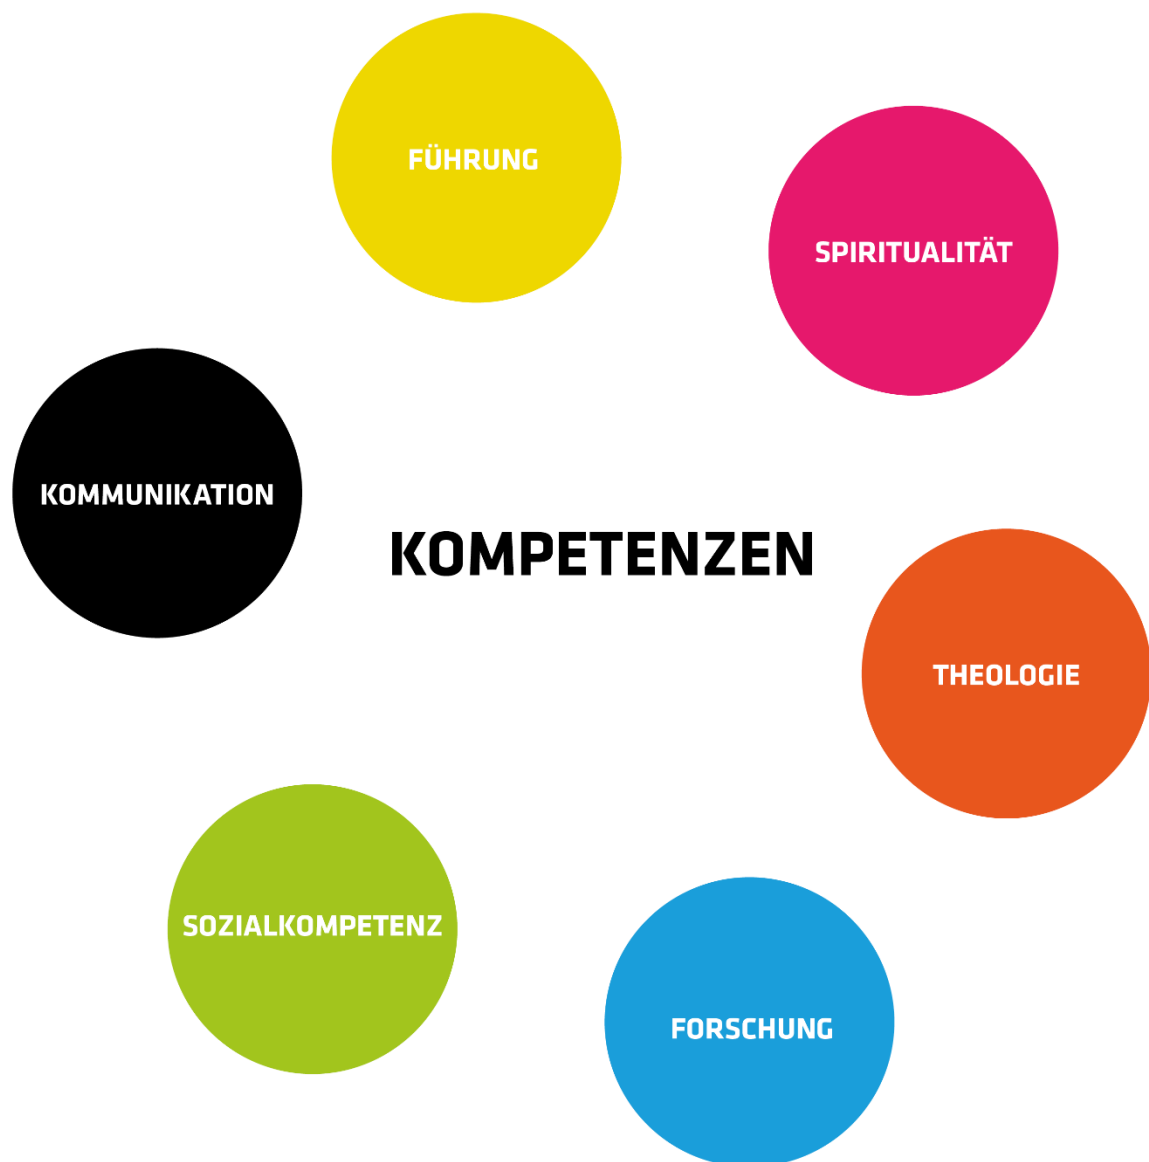 FÜHRUNG
SPIRITUALITÄT
KOMMUNIKATION
KOMPETENZEN
THEOLOGIE
SOZIALKOMPETENZ
FORSCHUNG